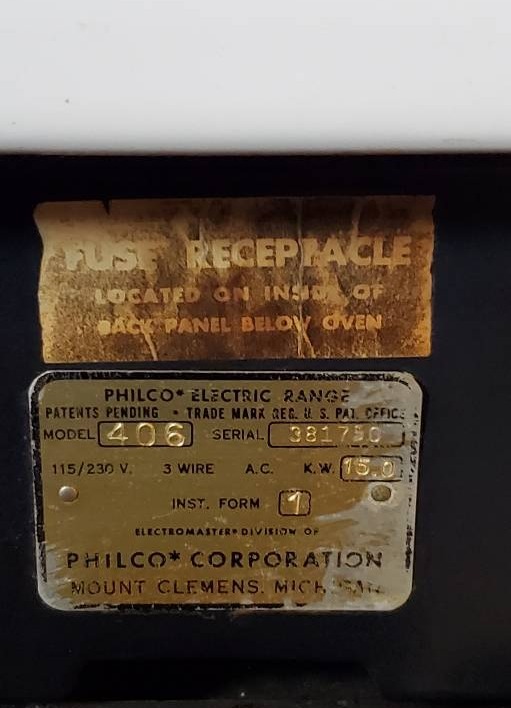 FUSE RECEPTACLE
LOCATED ON INSIDE OF
BACK PANEL BELOW OVEN
PHILCO* ELECTRIC RANGE
PATENTS PENDING • TRADE MARK REG. U. S. PAT. OFFICE
MODEL 406 SERIAL
115/230 V. 3 WIRE A.C. K.W. 15.0
INST. FORM 1
ELECTROMASTER* DIVISION OF
PHILCO* CORPORATION
MOUNT CLEMENS, MICHIGAN